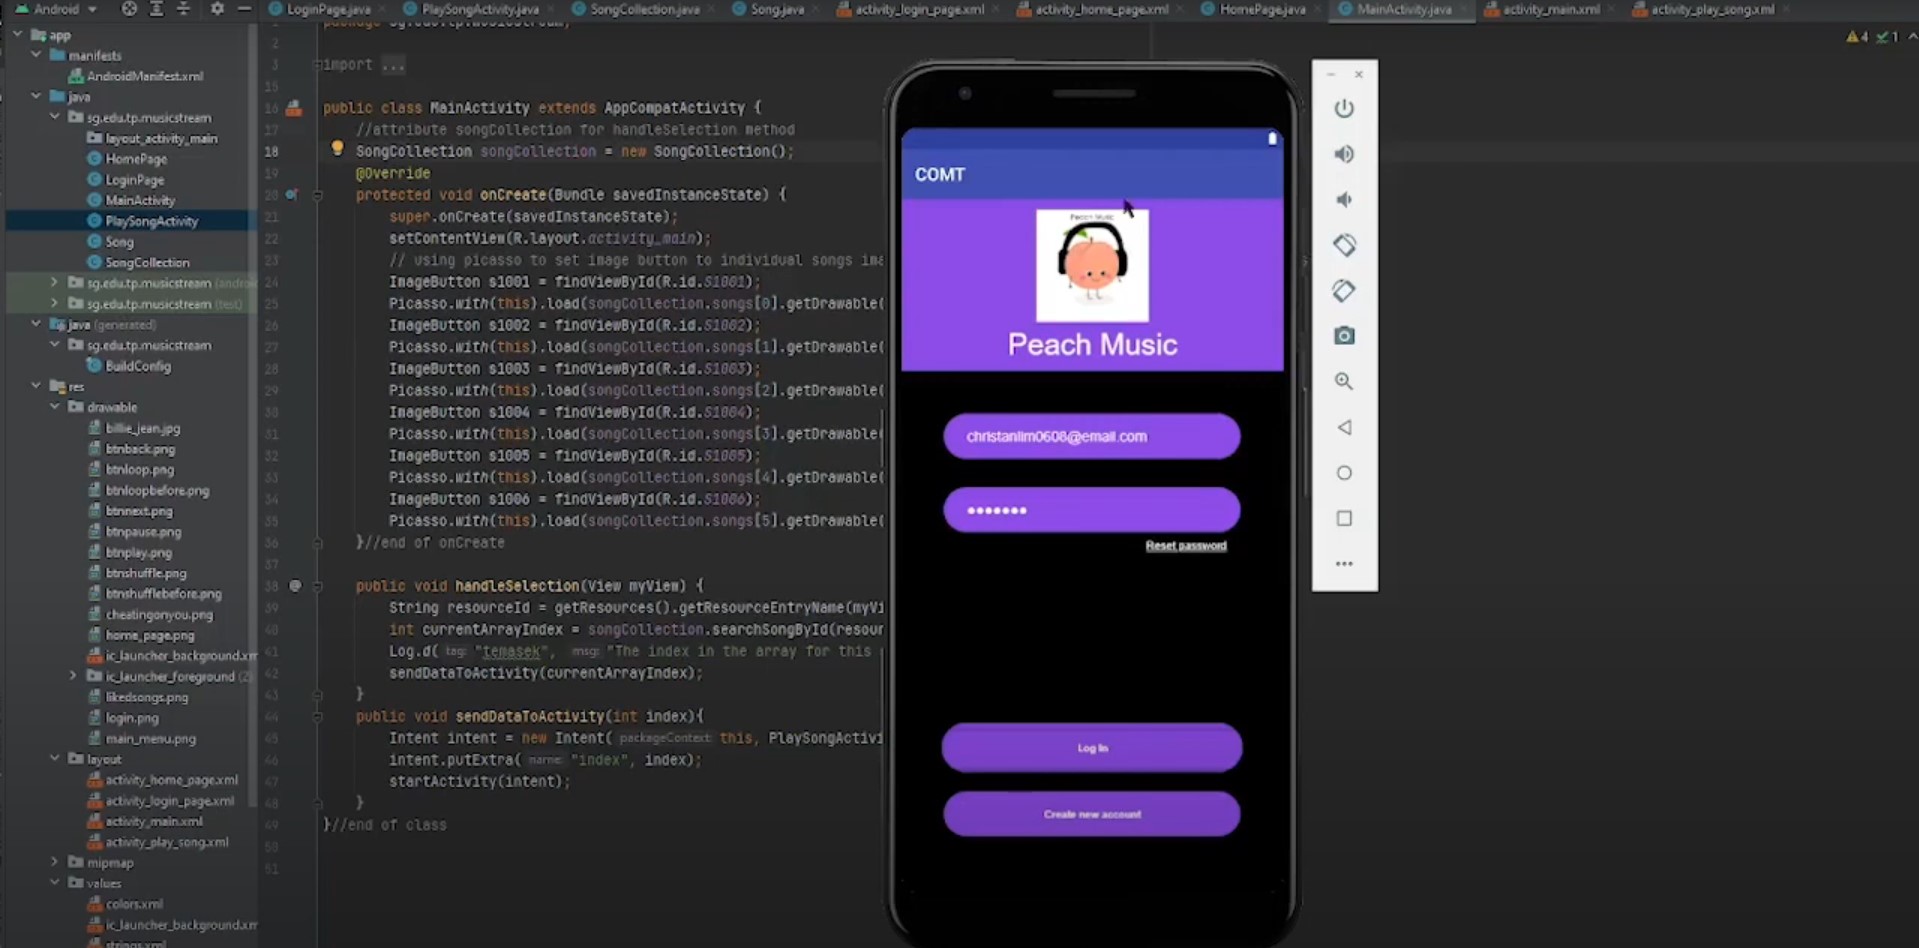 Android
LoginPage.java
PlaySongActivity.java
SongCollection.java
Song.java
activity_login_page.xml
activity_home_page.xml
HomePage.java
MainActivity.java
activity_main.xml
activity_play_song.xml
4 1
app
manifests
AndroidManifest.xml
java
sg.edu.tp.musicstream
layout_activity_main
HomePage
LoginPage
MainActivity
PlaySongActivity
Song
SongCollection
sg.edu.tp.musicstream (androi
sg.edu.tp.musicstream (test)
java (generated)
sg.edu.tp.musicstream
BuildConfig
res
drawable
billie_jean.jpg
btnback.png
btnloop.png
btnloopbefore.png
btnnext.png
btnpause.png
btnplay.png
btnshuffle.png
btnshufflebefore.png
cheatingonyou.png
home_page.png
ic_launcher_background.xm
ic_launcher_foreground (2)
likedsongs.png
login.png
main_menu.png
layout
activity_home_page.xml
activity_login_page.xml
activity_main.xml
activity_play_song.xml
mipmap
values
colors.xml
ic_launcher_background.xm
strings.xml
2
3 import ...
15
16 public class MainActivity extends AppCompatActivity {
17 //attribute songCollection for handleSelection method
18 SongCollection songCollection = new SongCollection();
19 @Override
20 protected void onCreate(Bundle savedInstanceState) {
21 super.onCreate(savedInstanceState);
22 setContentView(R.layout.activity_main);
23 // using picasso to set image button to individual songs ima
24 ImageButton s1001 = findViewById(R.id.S1001);
25 Picasso.with(this).load(songCollection.songs[0].getDrawable(
26 ImageButton s1002 = findViewById(R.id.S1002);
27 Picasso.with(this).load(songCollection.songs[1].getDrawable(
28 ImageButton s1003 = findViewById(R.id.S1003);
29 Picasso.with(this).load(songCollection.songs[2].getDrawable(
30 ImageButton s1004 = findViewById(R.id.S1004);
31 Picasso.with(this).load(songCollection.songs[3].getDrawable(
32 ImageButton s1005 = findViewById(R.id.S1005);
33 Picasso.with(this).load(songCollection.songs[4].getDrawable(
34 ImageButton s1006 = findViewById(R.id.S1006);
35 Picasso.with(this).load(songCollection.songs[5].getDrawable(
36 }//end of onCreate
37
38 public void handleSelection(View myView) {
39 String resourceId = getResources().getResourceEntryName(myVi
40 int currentArrayIndex = songCollection.searchSongById(resour
41 Log.d( tag: "temasek", msg: "The index in the array for this
42 sendDataToActivity(currentArrayIndex);
43 }
44 public void sendDataToActivity(int index){
45 Intent intent = new Intent( packageContext: this, PlaySongActivi
46 intent.putExtra( name: "index", index);
47 startActivity(intent);
48 }
49 }//end of class
50
51
COMT
Peach Music
Peach Music
christanlim0608@email.com
•••••••
Reset password
Log In
Create new account